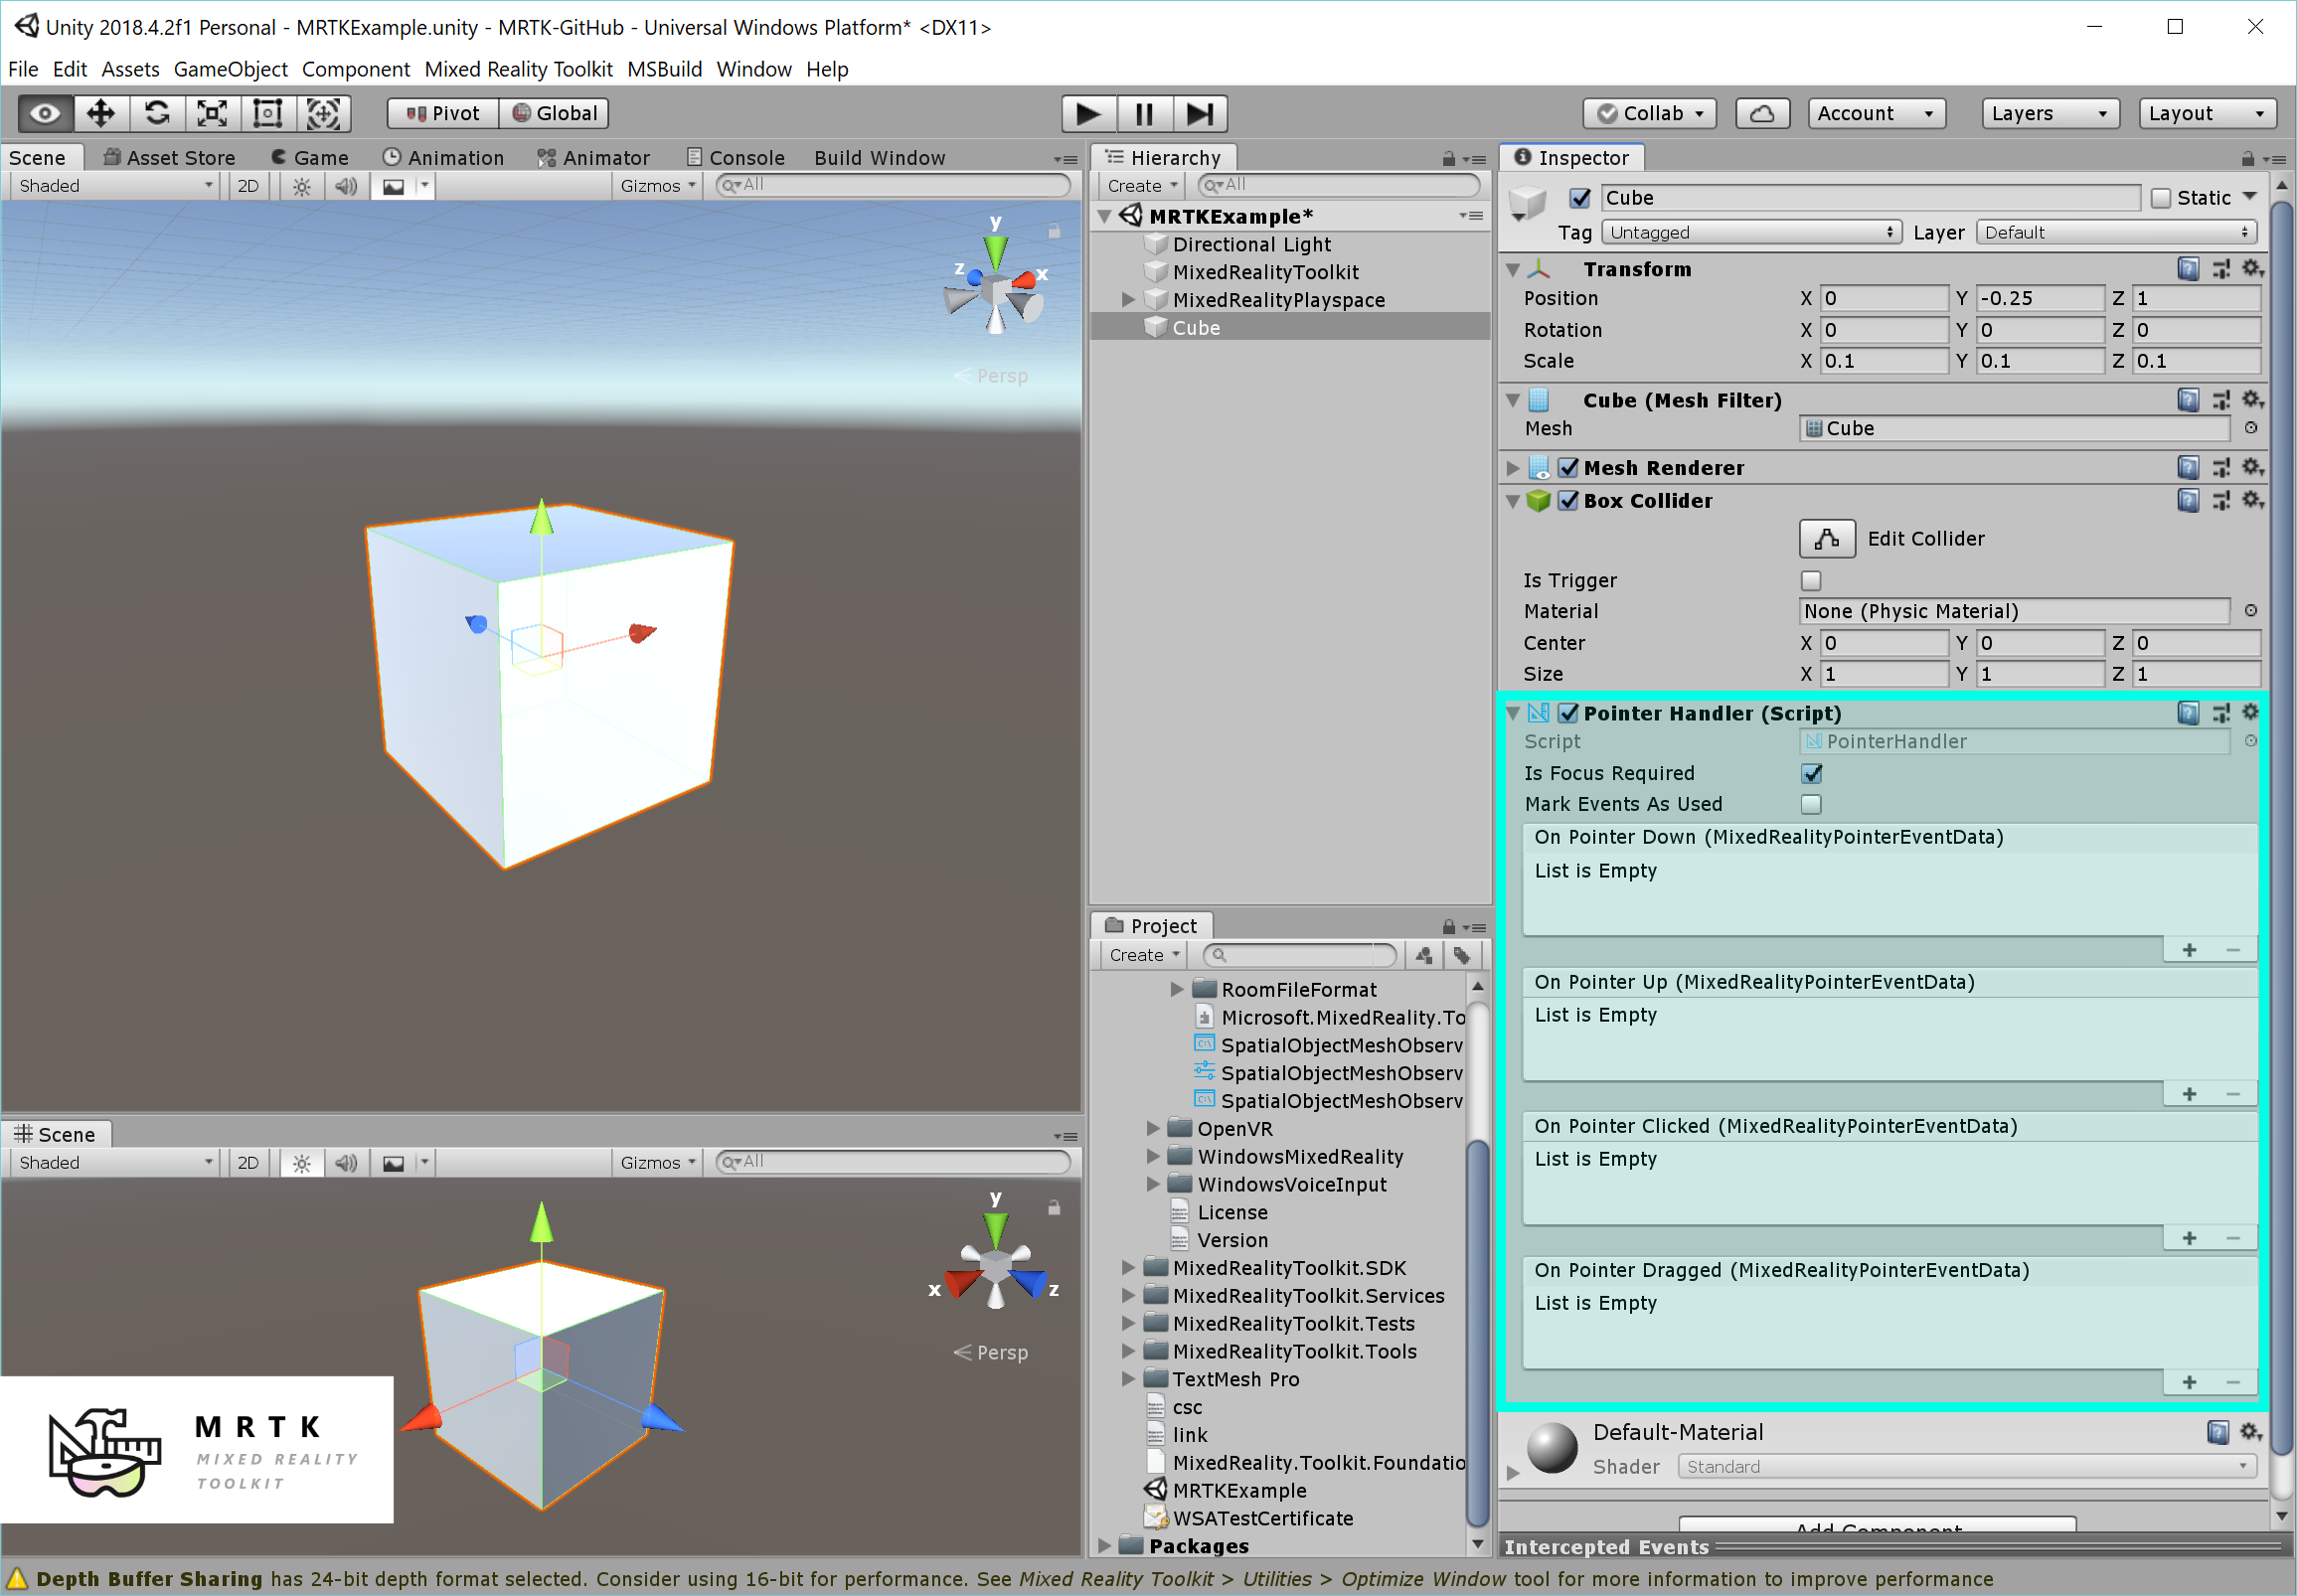 Unity 2018.4.2f1 Personal - MRTKExample.unity - MRTK-GitHub - Universal Windows Platform* <DX11>
File Edit Assets GameObject Component Mixed Reality Toolkit MSBuild Window Help
Pivot Global Collab Account Layers Layout
Scene Asset Store Game Animation Animator Console Build Window
Shaded 2D Gizmos All
y
z x
Persp
Scene
Shaded 2D Gizmos All
y
x z
Persp
MRTK
MIXED REALITY
TOOLKIT
Hierarchy
Create All
MRTKExample*
Directional Light
MixedRealityToolkit
MixedRealityPlayspace
Cube
Project
Create
RoomFileFormat
Microsoft.MixedReality.To
SpatialObjectMeshObserv
SpatialObjectMeshObserv
SpatialObjectMeshObserv
OpenVR
WindowsMixedReality
WindowsVoiceInput
License
Version
MixedRealityToolkit.SDK
MixedRealityToolkit.Services
MixedRealityToolkit.Tests
MixedRealityToolkit.Tools
TextMesh Pro
csc
link
MixedReality.Toolkit.Foundatio
MRTKExample
WSATestCertificate
Packages
Inspector
Cube Static
Tag Untagged Layer Default
Transform
Position X 0 Y -0.25 Z 1
Rotation X 0 Y 0 Z 0
Scale X 0.1 Y 0.1 Z 0.1
Cube (Mesh Filter)
Mesh Cube
Mesh Renderer
Box Collider
Edit Collider
Is Trigger
Material None (Physic Material)
Center X 0 Y 0 Z 0
Size X 1 Y 1 Z 1
Pointer Handler (Script)
Script PointerHandler
Is Focus Required
Mark Events As Used
On Pointer Down (MixedRealityPointerEventData)
List is Empty
+ −
On Pointer Up (MixedRealityPointerEventData)
List is Empty
+ −
On Pointer Clicked (MixedRealityPointerEventData)
List is Empty
+ −
On Pointer Dragged (MixedRealityPointerEventData)
List is Empty
+ −
Default-Material
Shader Standard
Add Component
Intercepted Events
Depth Buffer Sharing has 24-bit depth format selected. Consider using 16-bit for performance. See Mixed Reality Toolkit > Utilities > Optimize Window tool for more information to improve performance